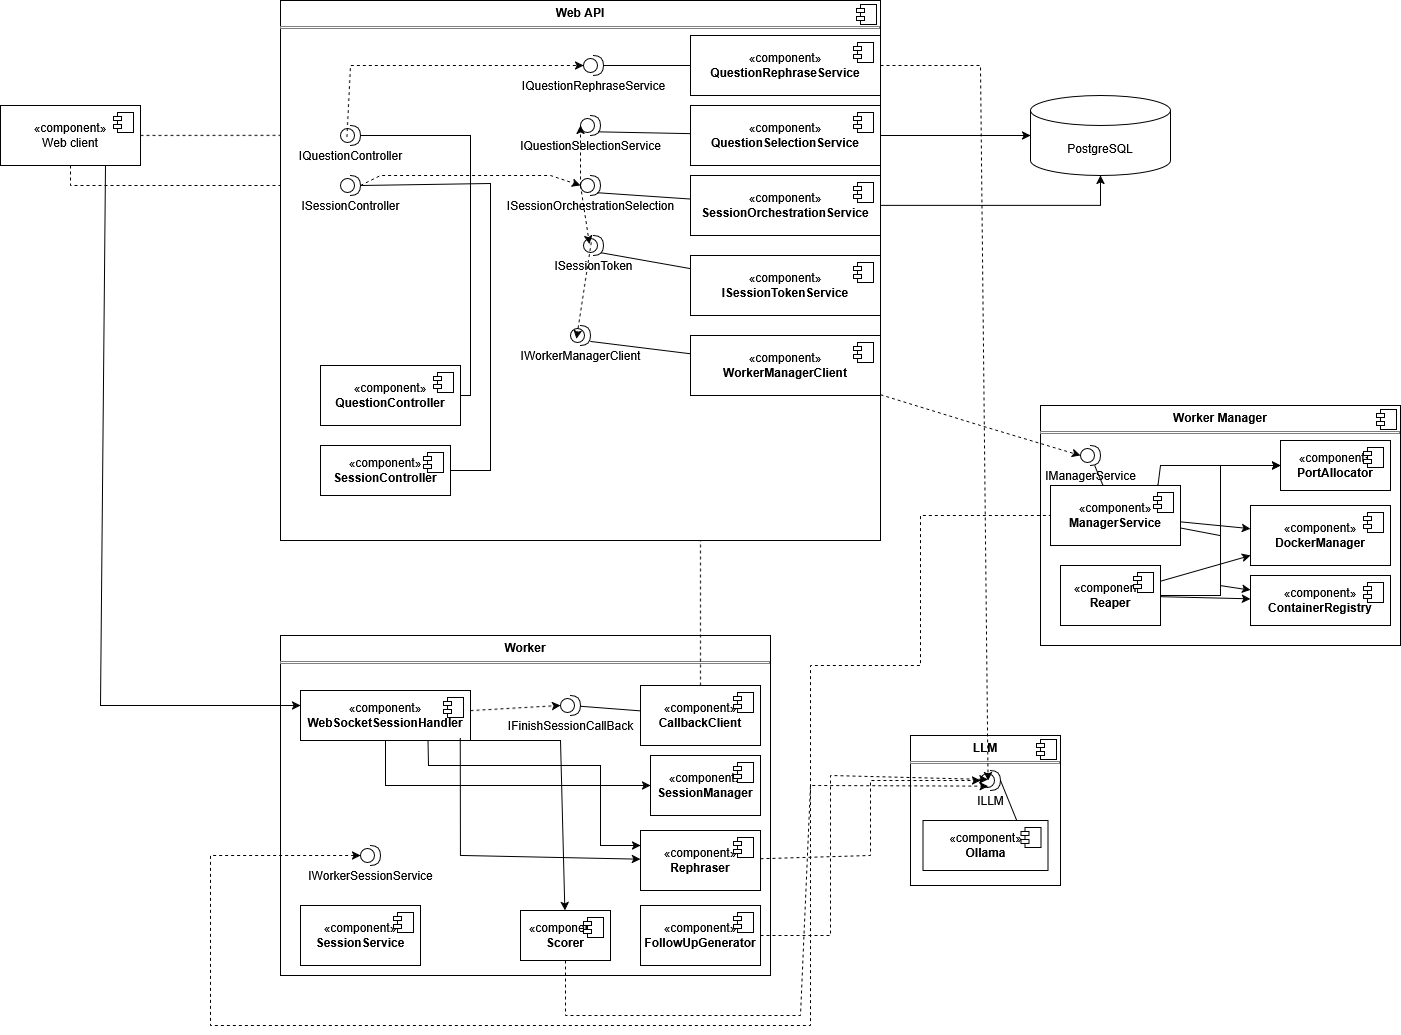 Web API
«component»
QuestionRephraseService
IQuestionRephraseService
«component»
Web client
IQuestionController
«component»
QuestionSelectionService
IQuestionSelectionService
PostgreSQL
ISessionController
«component»
SessionOrchestrationService
ISessionOrchestrationSelection
ISessionToken
«component»
ISessionTokenService
IWorkerManagerClient
«component»
WorkerManagerClient
«component»
QuestionController
«component»
SessionController
Worker Manager
IManagerService
«component»
PortAllocator
«component»
ManagerService
«component»
DockerManager
«component»
Reaper
«component»
ContainerRegistry
Worker
«component»
WebSocketSessionHandler
IFinishSessionCallBack
«component»
CallbackClient
«component»
SessionManager
LLM
ILLM
«component»
Ollama
«component»
Rephraser
IWorkerSessionService
«component»
SessionService
«component»
Scorer
«component»
FollowUpGenerator